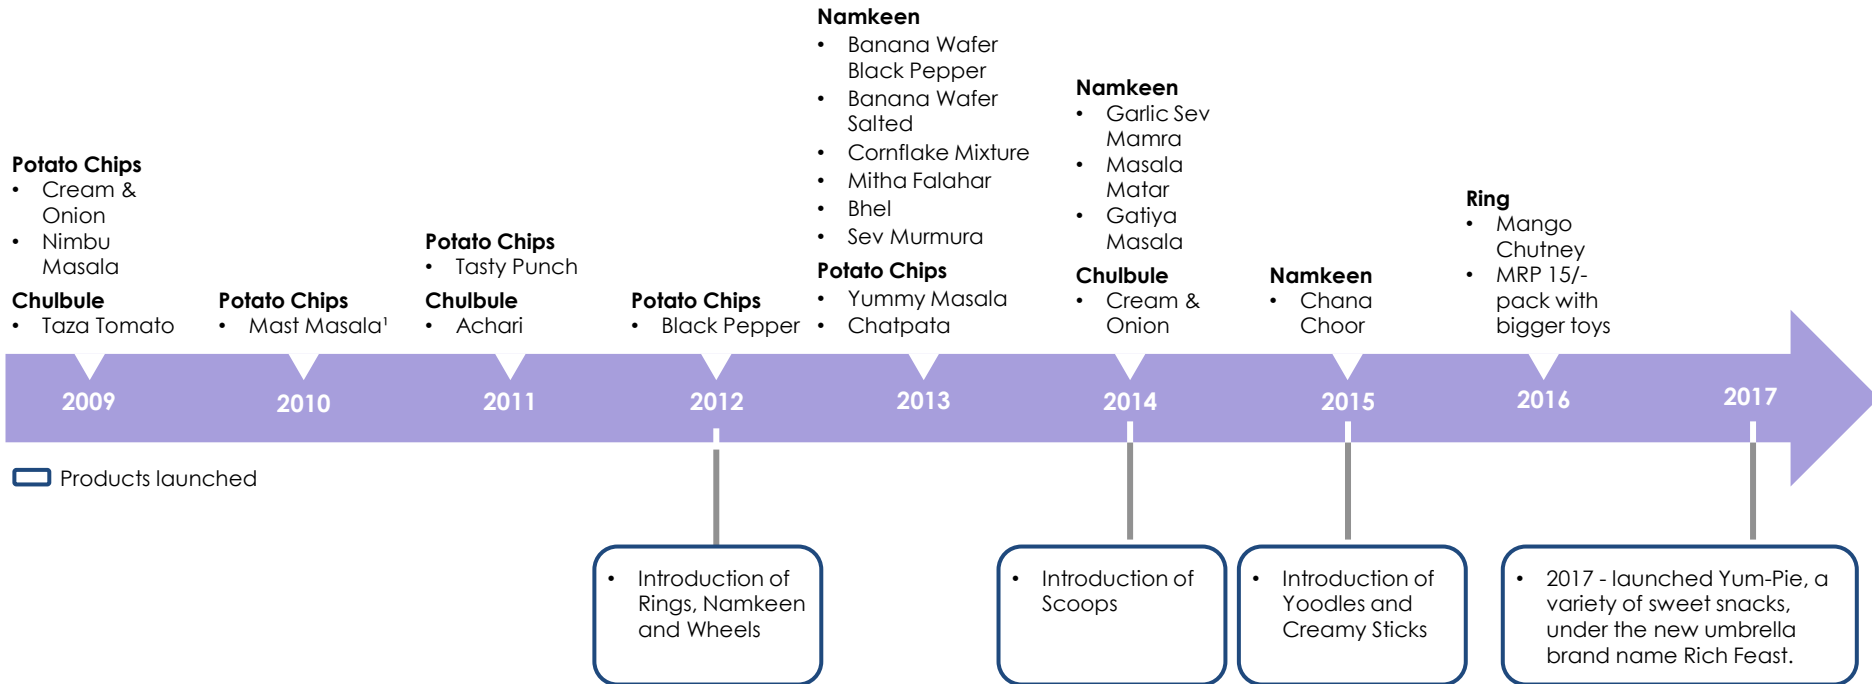 Potato Chips
• Cream &
Onion
• Nimbu
Masala
Chulbule
• Taza Tomato
Potato Chips
• Mast Masala¹
Potato Chips
• Tasty Punch
Chulbule
• Achari
Potato Chips
• Black Pepper
Namkeen
• Banana Wafer
Black Pepper
• Banana Wafer
Salted
• Cornflake Mixture
• Mitha Falahar
• Bhel
• Sev Murmura
Potato Chips
• Yummy Masala
• Chatpata
Namkeen
• Garlic Sev
Mamra
• Masala
Matar
• Gatiya
Masala
Chulbule
• Cream &
Onion
Namkeen
• Chana
Choor
Ring
• Mango
Chutney
• MRP 15/-
pack with
bigger toys
2009
2010
2011
2012
2013
2014
2015
2016
2017
Products launched
• Introduction of
Rings, Namkeen
and Wheels
• Introduction of
Scoops
• Introduction of
Yoodles and
Creamy Sticks
• 2017 - launched Yum-Pie, a
variety of sweet snacks,
under the new umbrella
brand name Rich Feast.